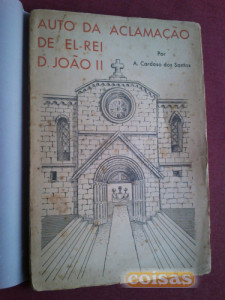 AUTO DA ACLAMAÇÃO
DE EL-REI
D. JOÃO II
Por
A. Cardoso dos Santos
coisas